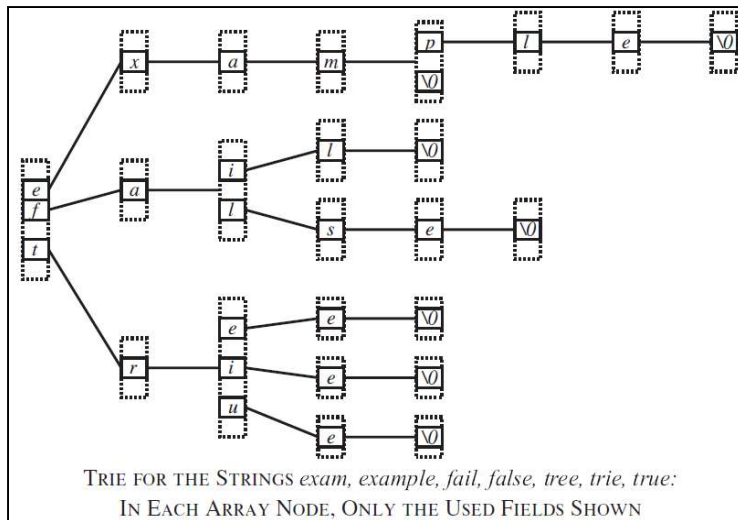 p l e \0
x a m
\0
i l \0
e a
f
l s e \0
t
e e \0
r i e \0
u e \0
TRIE FOR THE STRINGS exam, example, fail, false, tree, trie, true:
IN EACH ARRAY NODE, ONLY THE USED FIELDS SHOWN